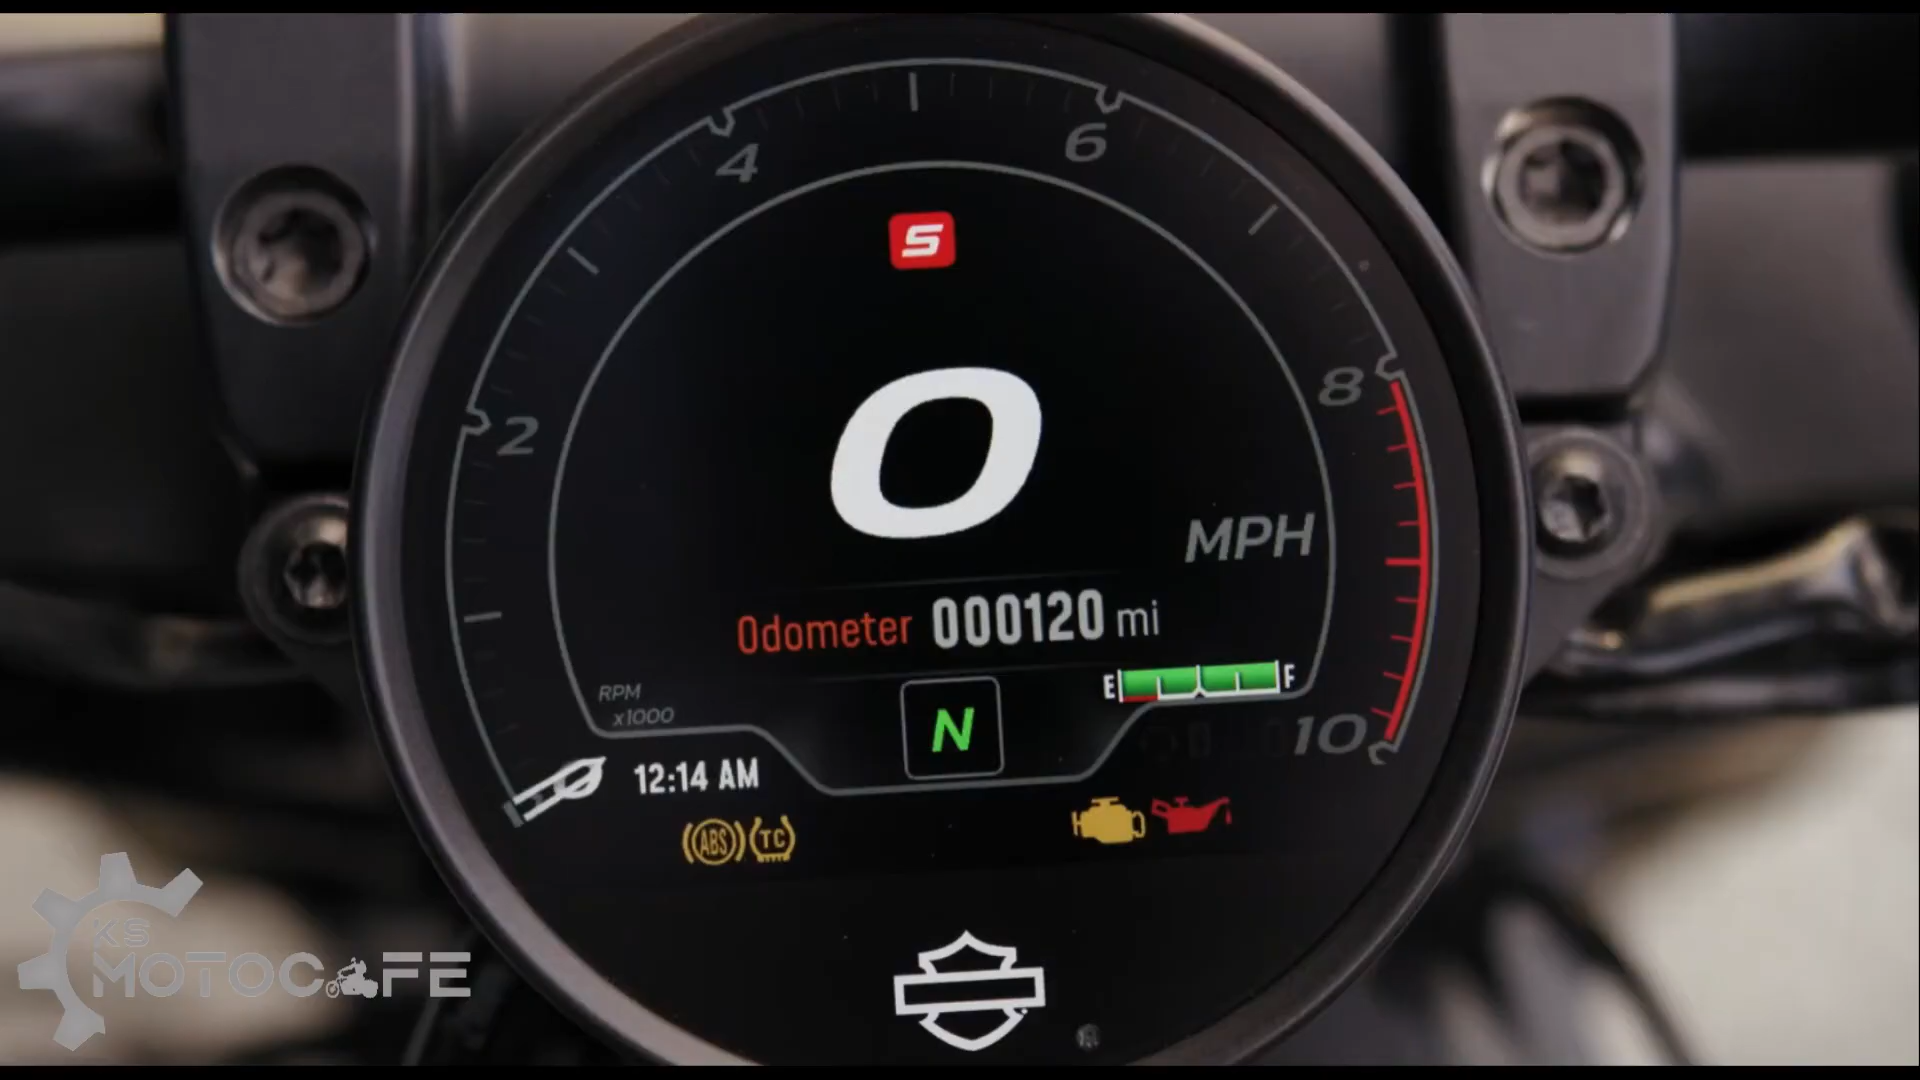 4
6
S
2
8
0
MPH
Odometer 000120 mi
E F
RPM
x1000
N
10
12:14 AM
ABS TC
KS
MOTOCAFE